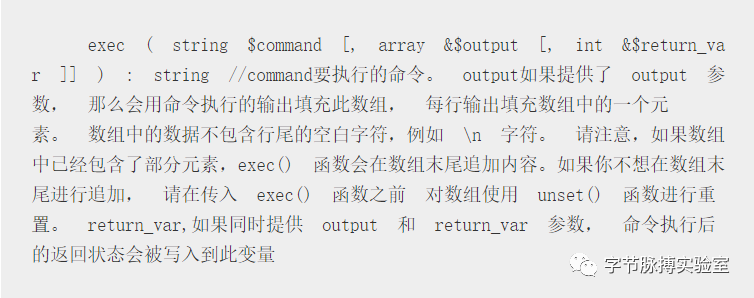 exec ( string $command [, array &$output [, int &$return_va
r ]] ) : string //command要执行的命令。 output如果提供了 output 参
数， 那么会用命令执行的输出填充此数组， 每行输出填充数组中的一个元
素。 数组中的数据不包含行尾的空白字符,例如 \n 字符。 请注意,如果数组
中已经包含了部分元素,exec() 函数会在数组末尾追加内容。如果你不想在数组末
尾进行追加， 请在传入 exec() 函数之前 对数组使用 unset() 函数进行重
置。 return_var,如果同时提供 output 和 return_var 参数， 命令执行后
的返回状态会被写入到此变量
字节脉搏实验室